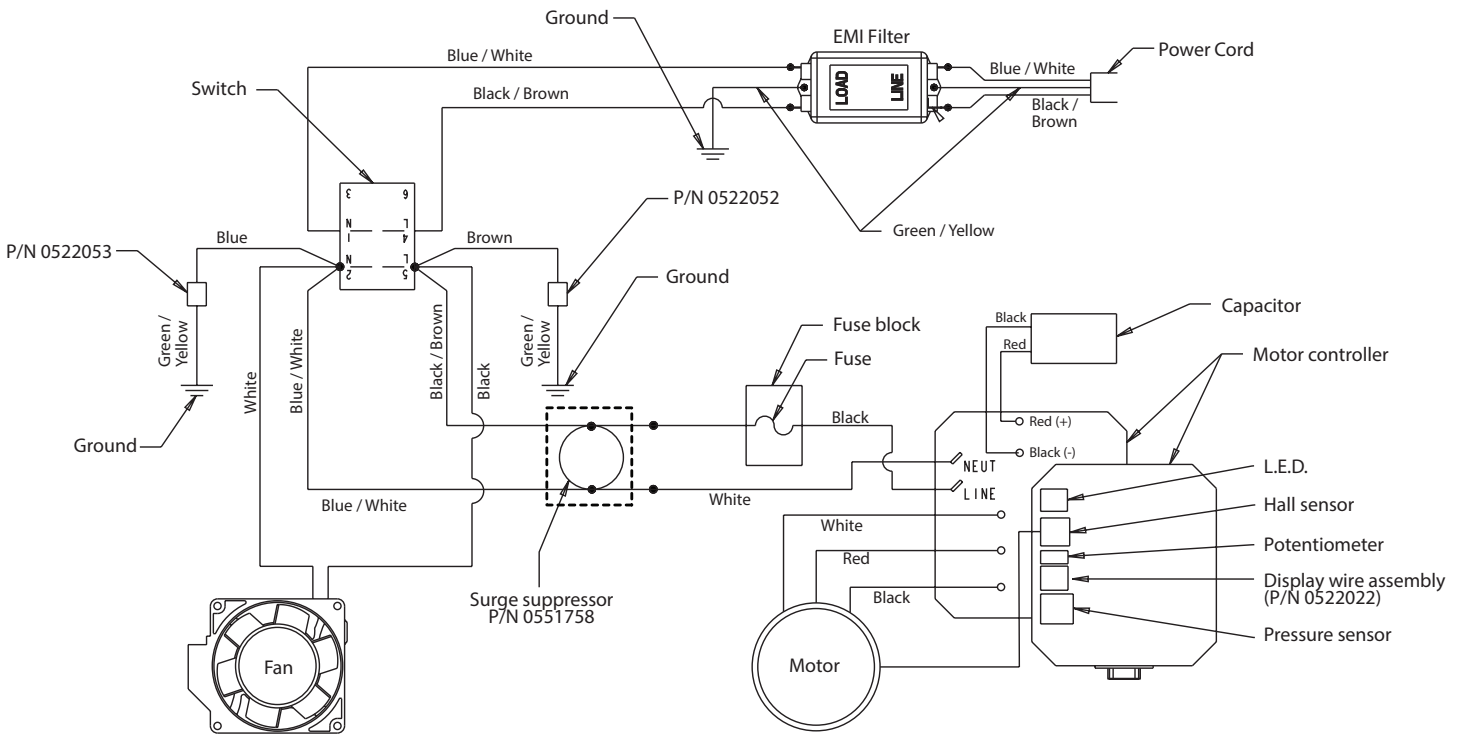 Ground
EMI Filter
Power Cord
Blue / White
Blue / White
Switch
LOAD
LINE
Black / Brown
Black /
Brown
3
6
P/N 0522052
N
L
1
4
Green / Yellow
Blue
Brown
P/N 0522053
N
L
2
5
Ground
Green /
Yellow
White
Blue / White
Black / Brown
Black
Green /
Yellow
Fuse block
Fuse
Black
Red
Capacitor
Motor controller
Ground
Black
Red (+)
Black (-)
NEUT
LINE
L.E.D.
Hall sensor
Potentiometer
Display wire assembly
(P/N 0522022)
Pressure sensor
Blue / White
White
White
Red
Black
Surge suppressor
P/N 0551758
Fan
Motor